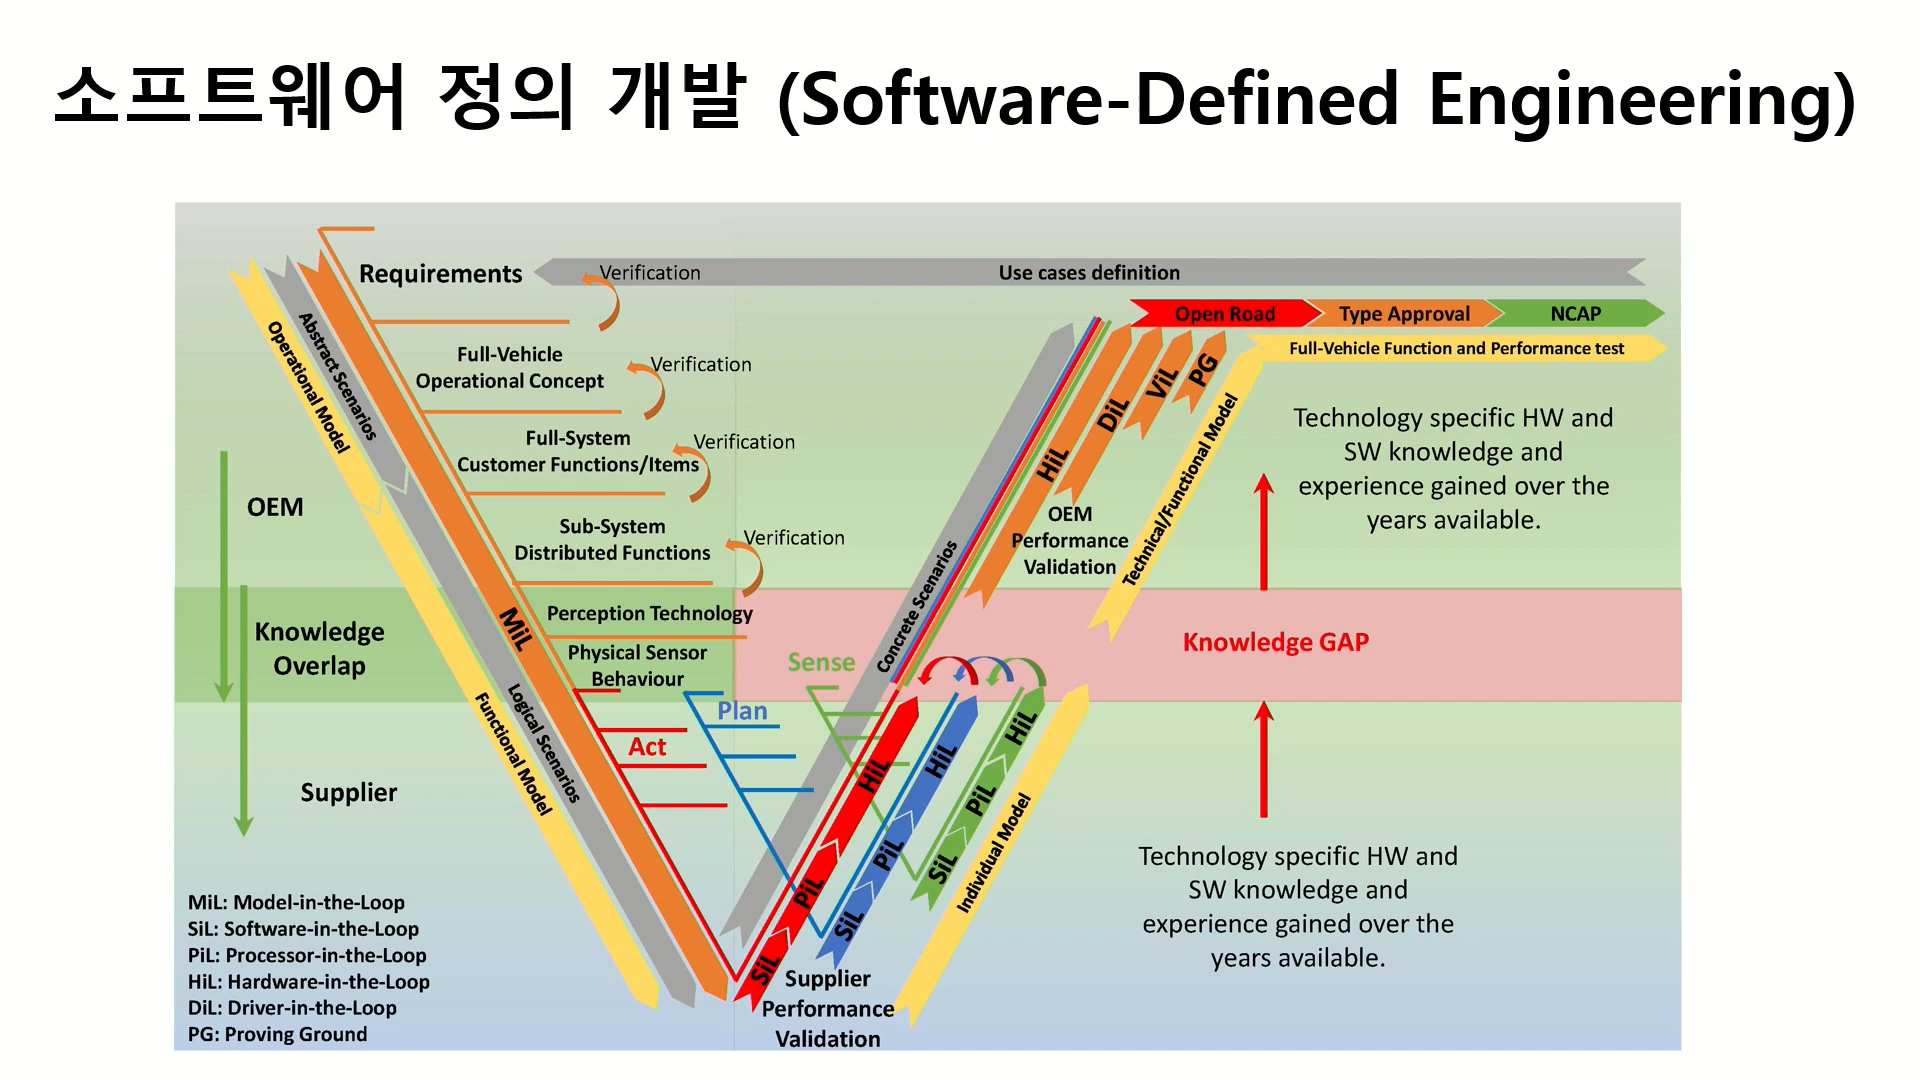 소프트웨어 정의 개발 (Software-Defined Engineering)
Requirements
Verification
Use cases definition
Open Road
Type Approval
NCAP
Full-Vehicle Function and Performance test
Operational Model
Abstract Scenarios
Full-Vehicle
Operational Concept
Verification
Full-System
Customer Functions/Items
Verification
Sub-System
Distributed Functions
Verification
OEM
Knowledge
Overlap
Supplier
MiL
Perception Technology
Physical Sensor
Behaviour
Functional Model
Logical Scenarios
Act
Plan
Sense
Concrete Scenarios
HiL
DiL
ViL
PG
OEM
Performance
Validation
Technical/Functional Model
Technology specific HW and
SW knowledge and
experience gained over the
years available.
Knowledge GAP
SiL
PiL
HiL
SiL
PiL
HiL
SiL
PiL
HiL
Individual Model
Supplier
Performance
Validation
Technology specific HW and
SW knowledge and
experience gained over the
years available.
MiL: Model-in-the-Loop
SiL: Software-in-the-Loop
PiL: Processor-in-the-Loop
HiL: Hardware-in-the-Loop
DiL: Driver-in-the-Loop
PG: Proving Ground